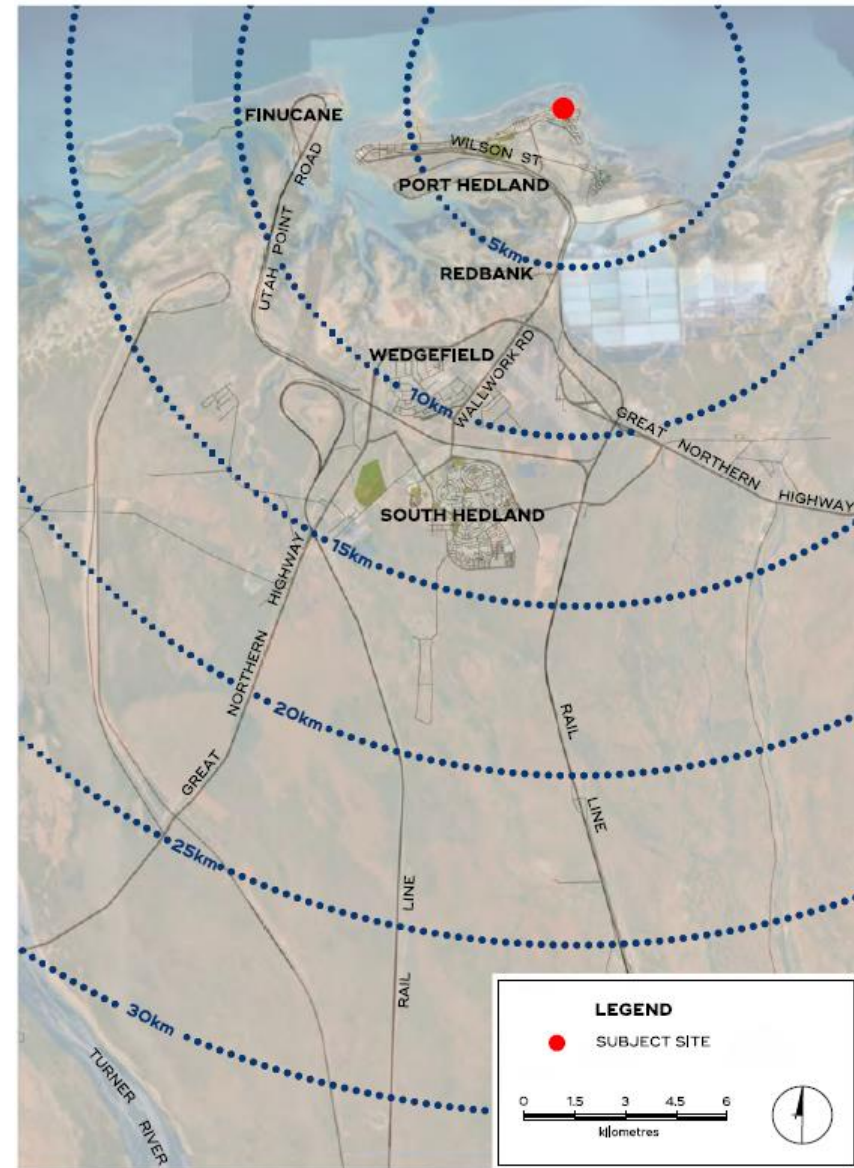 FINUCANE
WILSON ST.
PORT HEDLAND
UTAH POINT ROAD
5km
REDBANK
WEDGEFIELD
WALLWORK RD
10km
GREAT NORTHERN HIGHWAY
SOUTH HEDLAND
15km
GREAT NORTHERN HIGHWAY
20km
RAIL LINE
25km
RAIL LINE
30km
TURNER RIVER
LEGEND
SUBJECT SITE
0 1.5 3 4.5 6
kilometres